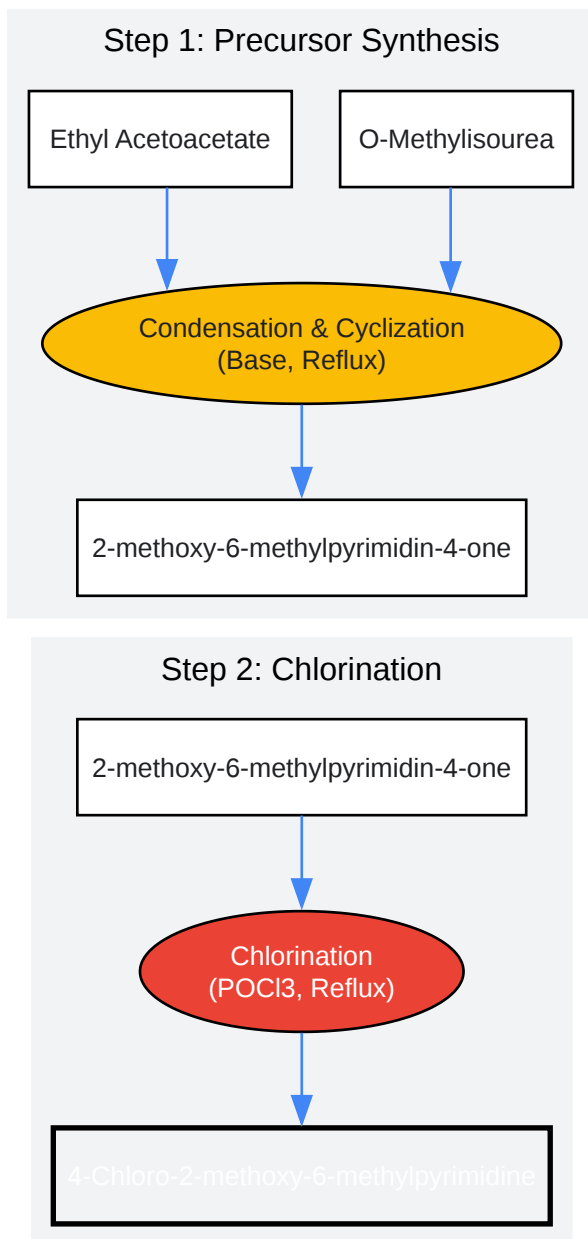 Step 1: Precursor Synthesis
Ethyl Acetoacetate
O-Methylisourea
Condensation & Cyclization
(Base, Reflux)
2-methoxy-6-methylpyrimidin-4-one
Step 2: Chlorination
2-methoxy-6-methylpyrimidin-4-one
Chlorination
(POCl3, Reflux)
4-Chloro-2-methoxy-6-methylpyrimidine